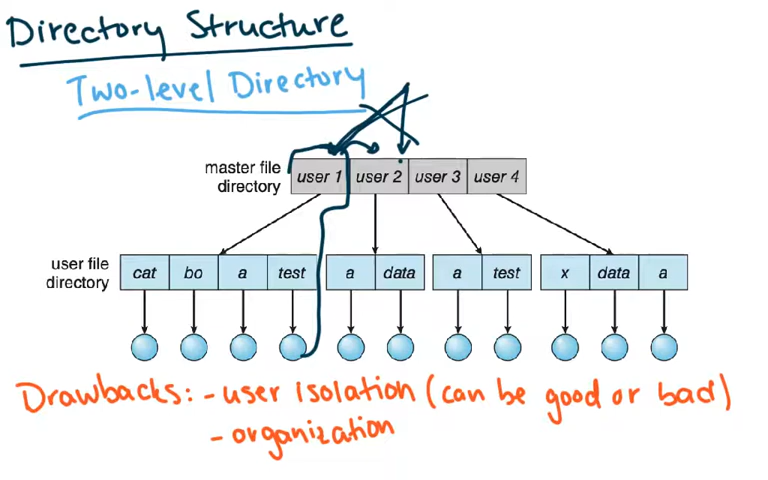 Directory Structure
Two-level Directory
master file
directory
user 1 user 2 user 3 user 4
user file
directory
cat bo a test a data a test x data a
Drawbacks: - user isolation (can be good or bad)
- organization